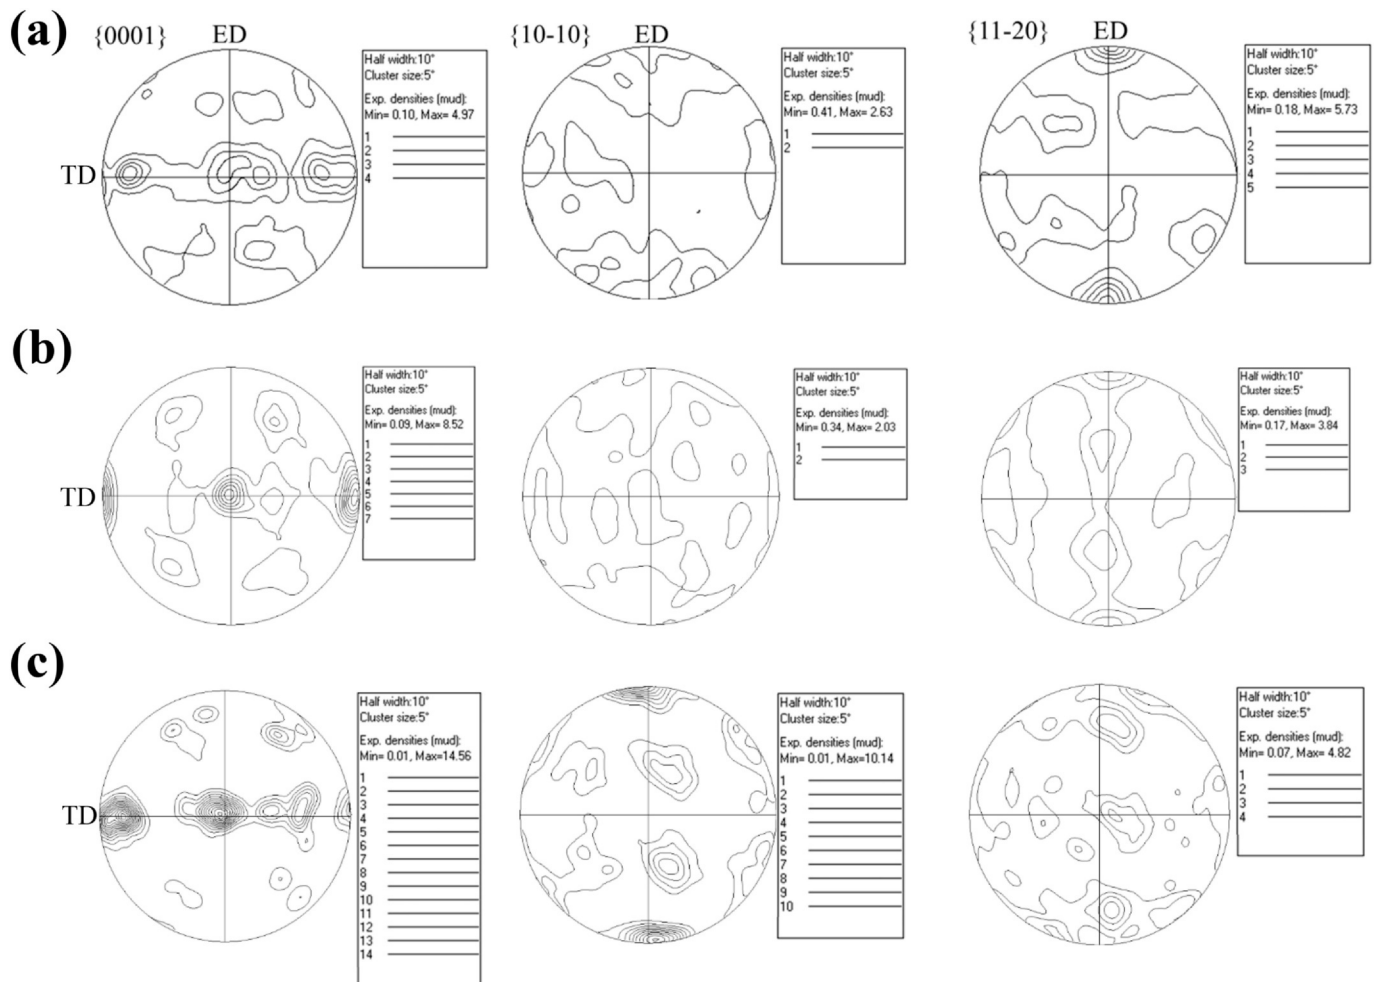 (a)
{0001}
ED
TD
Half width:10°
Cluster size:5°
Exp. densities (mud):
Min= 0.10, Max= 4.97
1
2
3
4
{10-10}
ED
Half width:10°
Cluster size:5°
Exp. densities (mud):
Min= 0.41, Max= 2.63
1
2
{11-20}
ED
Half width:10°
Cluster size:5°
Exp. densities (mud):
Min= 0.18, Max= 5.73
1
2
3
4
5
(b)
TD
Half width:10°
Cluster size:5°
Exp. densities (mud):
Min= 0.09, Max= 8.52
1
2
3
4
5
6
7
Half width:10°
Cluster size:5°
Exp. densities (mud):
Min= 0.34, Max= 2.03
1
2
Half width:10°
Cluster size:5°
Exp. densities (mud):
Min= 0.17, Max= 3.84
1
2
3
(c)
TD
Half width:10°
Cluster size:5°
Exp. densities (mud):
Min= 0.01, Max=14.56
1
2
3
4
5
6
7
8
9
10
11
12
13
14
Half width:10°
Cluster size:5°
Exp. densities (mud):
Min= 0.01, Max=10.14
1
2
3
4
5
6
7
8
9
10
Half width:10°
Cluster size:5°
Exp. densities (mud):
Min= 0.07, Max= 4.82
1
2
3
4